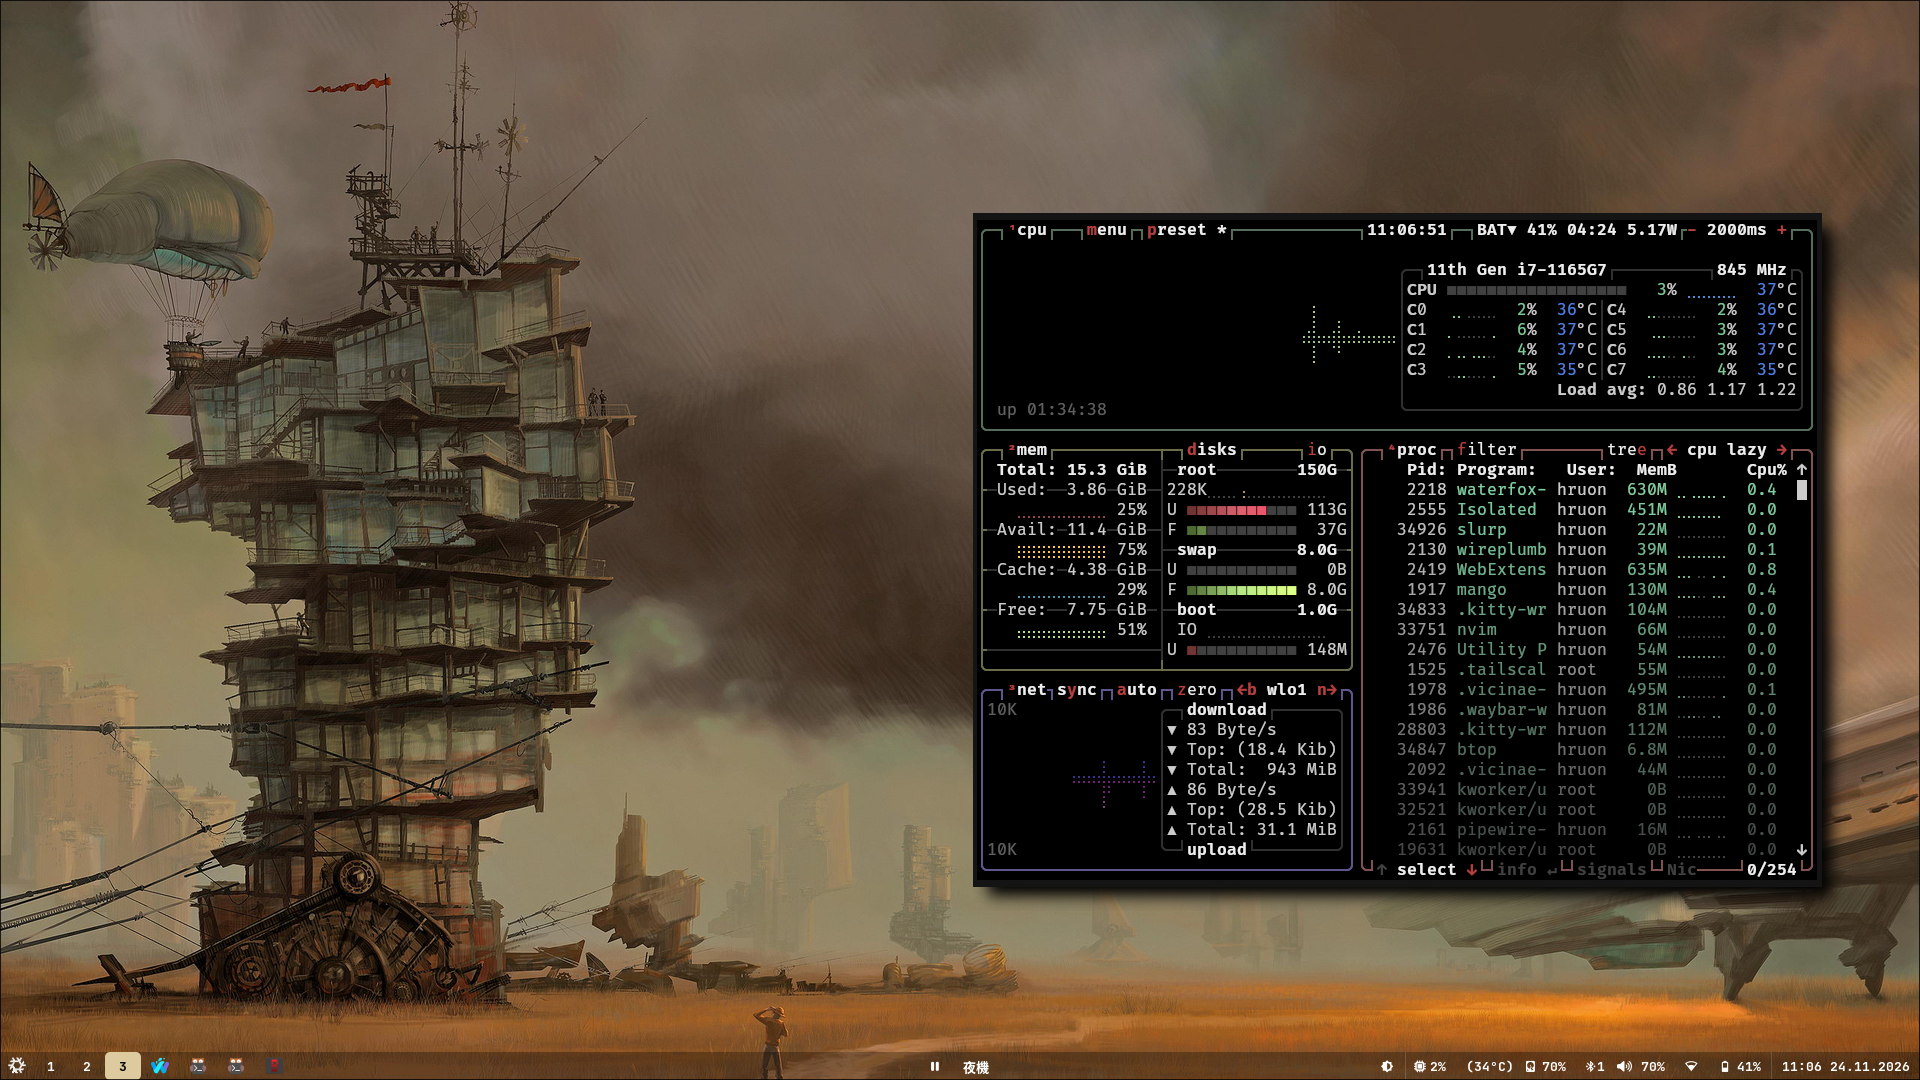 ¹cpu menu preset * 11:06:51 BAT▼ 41% 04:24 5.17W - 2000ms +
11th Gen i7-1165G7 845 MHz
CPU 3% 37°C
C0 2% 36°C C4 2% 36°C
C1 6% 37°C C5 3% 37°C
C2 4% 37°C C6 3% 37°C
C3 5% 35°C C7 4% 35°C
Load avg: 0.86 1.17 1.22
up 01:34:38
²mem disks io
Total: 15.3 GiB root 150G
Used: 3.86 GiB 228K
25% U 113G
Avail: 11.4 GiB F 37G
75% swap 8.0G
Cache: 4.38 GiB U 0B
29% F 8.0G
Free: 7.75 GiB boot 1.0G
51% IO
U 148M
³net sync auto zero ←b wlo1 n→
10K download
▼ 83 Byte/s
▼ Top: (18.4 Kib)
▼ Total: 943 MiB
▲ 86 Byte/s
▲ Top: (28.5 Kib)
▲ Total: 31.1 MiB
10K upload
⁴proc filter tree ← cpu lazy →
Pid: Program: User: MemB Cpu% ↑
2218 waterfox- hruon 630M 0.4
2555 Isolated hruon 451M 0.0
34926 slurp hruon 22M 0.0
2130 wireplumb hruon 39M 0.1
2419 WebExtens hruon 635M 0.8
1917 mango hruon 130M 0.4
34833 .kitty-wr hruon 104M 0.0
33751 nvim hruon 66M 0.0
2476 Utility P hruon 54M 0.0
1525 .tailscal root 55M 0.0
1978 .vicinae- hruon 495M 0.1
1986 .waybar-w hruon 81M 0.0
28803 .kitty-wr hruon 112M 0.0
34847 btop hruon 6.8M 0.0
2092 .vicinae- hruon 44M 0.0
33941 kworker/u root 0B 0.0
32521 kworker/u root 0B 0.0
2161 pipewire- hruon 16M 0.0
19631 kworker/u root 0B 0.0 ↓
↑ select ↓ info ↵ signals Nic 0/254
1 2 3 夜機 2% (34°C) 70% 1 70% 41% 11:06 24.11.2026